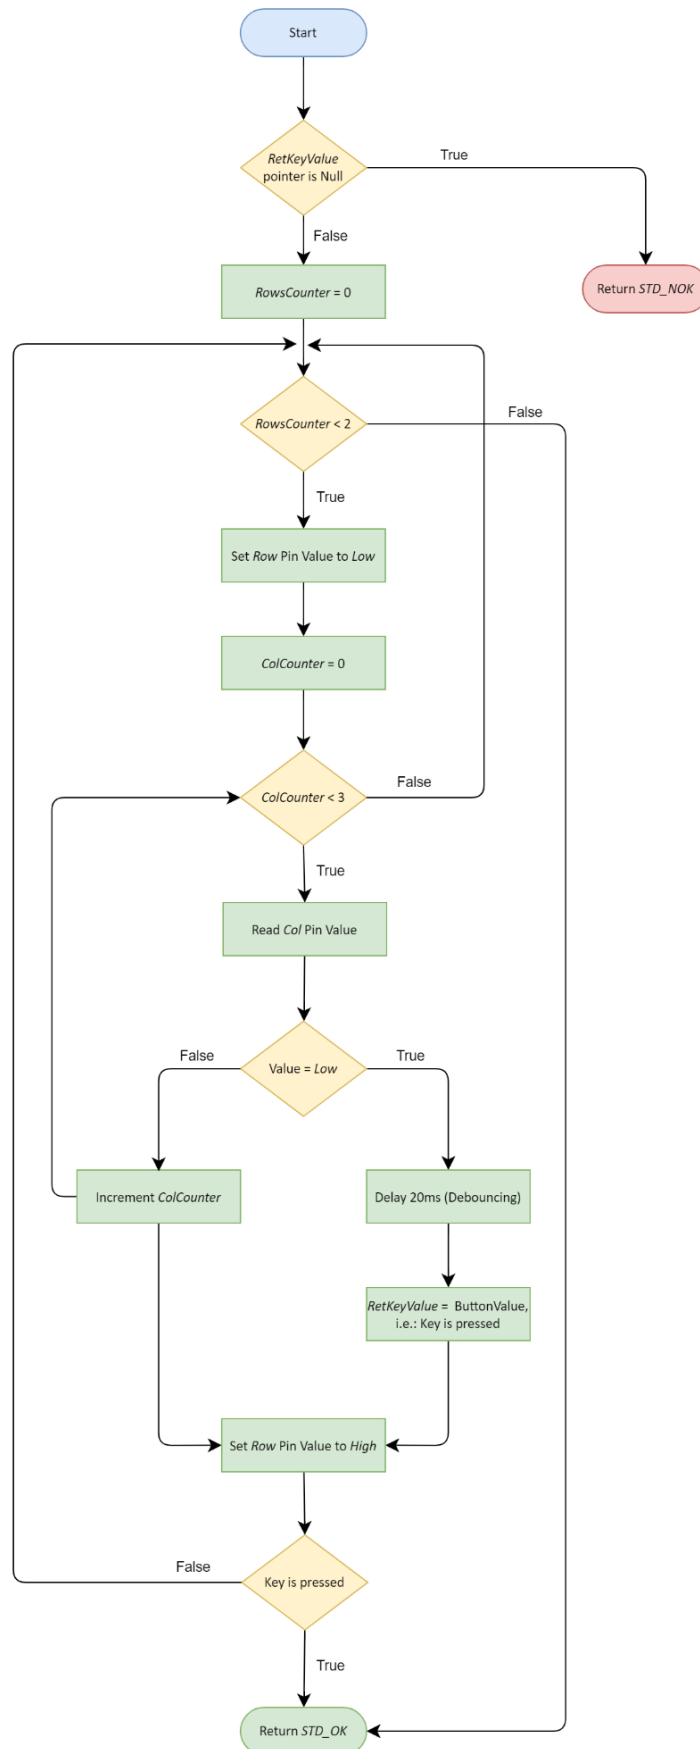 Start
RetKeyValue
pointer is Null
True
False
RowsCounter = 0
Return STD_NOK
RowsCounter < 2
False
True
Set Row Pin Value to Low
ColCounter = 0
ColCounter < 3
False
True
Read Col Pin Value
False
Value = Low
True
Increment ColCounter
Delay 20ms (Debouncing)
RetKeyValue = ButtonValue,
i.e.: Key is pressed
Set Row Pin Value to High
False
Key is pressed
True
Return STD_OK